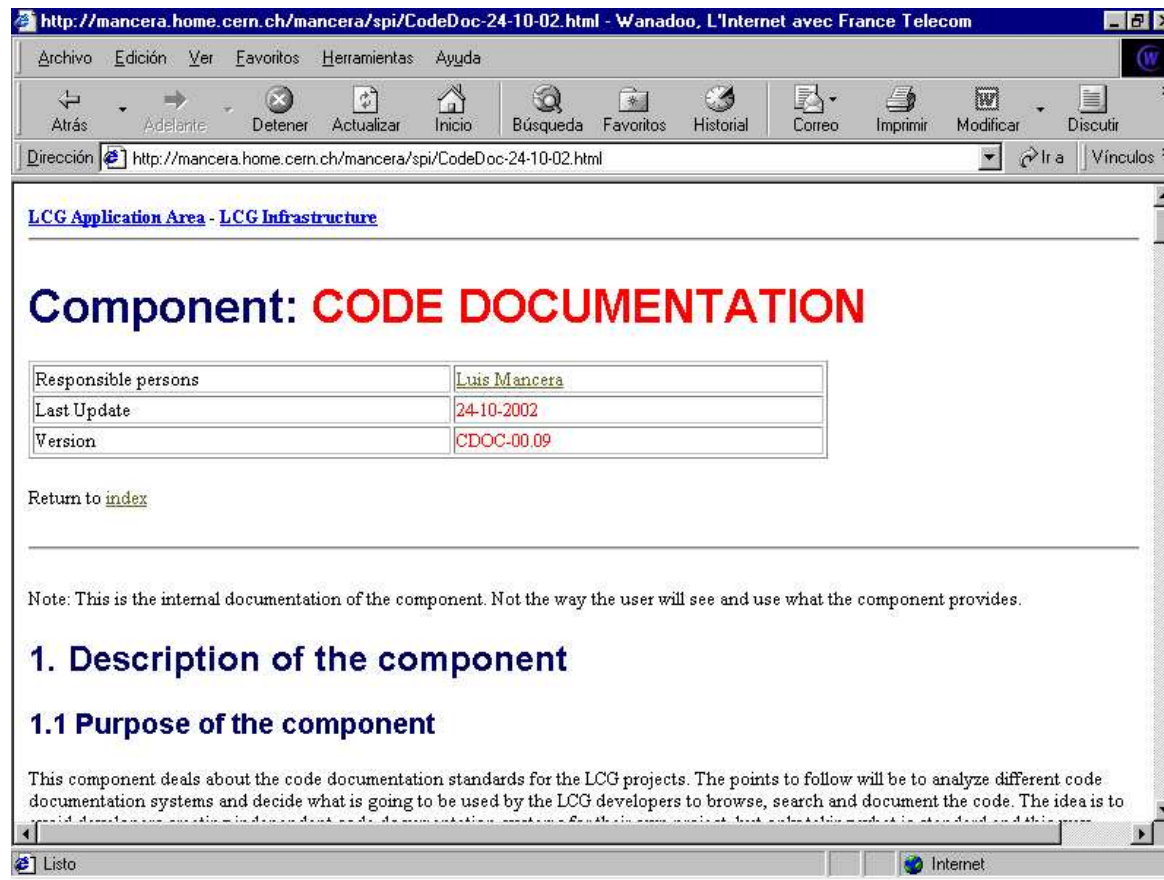 http://mancera.home.cern.ch/mancera/spi/CodeDoc-24-10-02.html - Wanadoo, L'Internet avec France Telecom
Archivo Edición Ver Favoritos Herramientas Ayuda
Atrás Adelante Detener Actualizar Inicio Búsqueda Favoritos Historial Correo Imprimir Modificar Discutir
Dirección http://mancera.home.cern.ch/mancera/spi/CodeDoc-24-10-02.html Ir a Vínculos
LCG Application Area - LCG Infrastructure
Component: CODE DOCUMENTATION
Responsible persons Luis Mancera
Last Update 24-10-2002
Version CDOC-00.09
Return to index
Note: This is the internal documentation of the component. Not the way the user will see and use what the component provides.
1. Description of the component
1.1 Purpose of the component
This component deals about the code documentation standards for the LCG projects. The points to follow will be to analyze different code
documentation systems and decide what is going to be used by the LCG developers to browse, search and document the code. The idea is to
Listo Internet